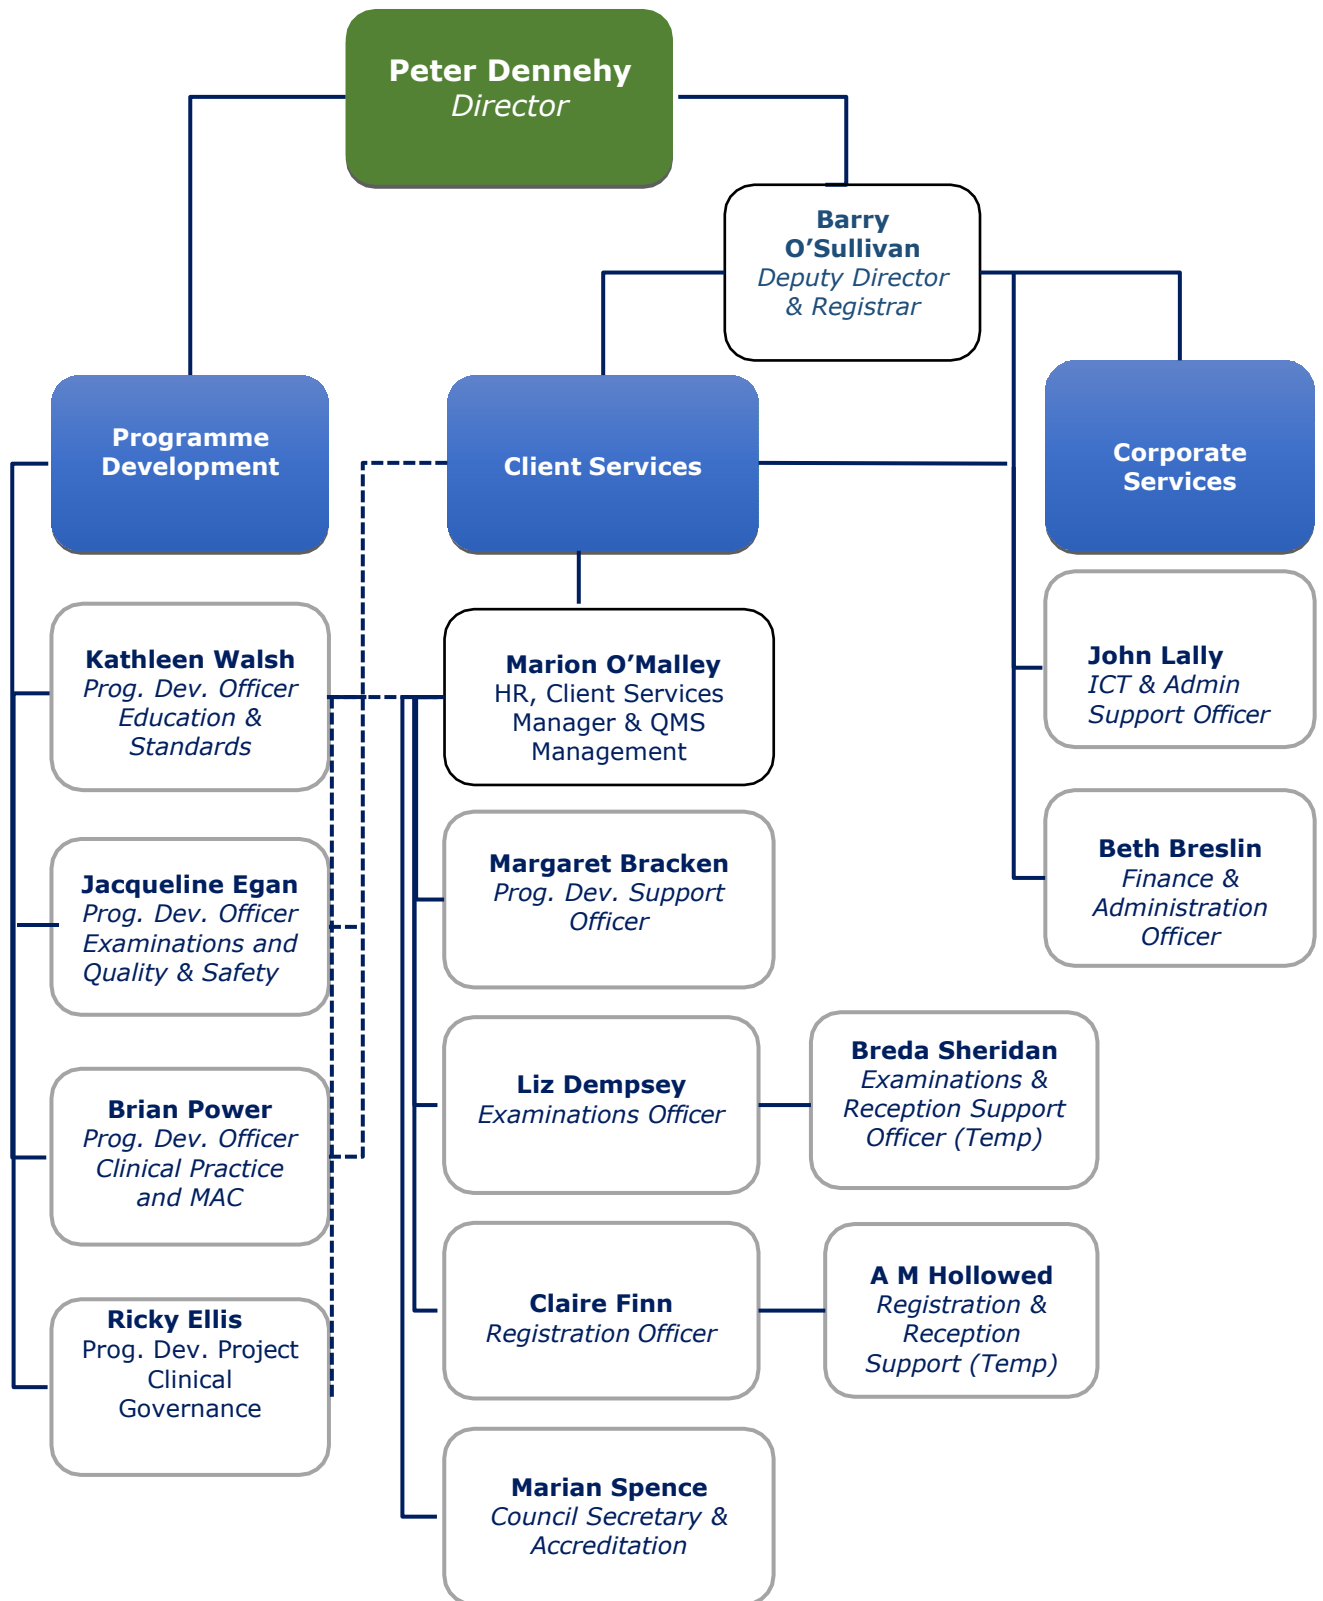 Peter Dennehy
Director
Barry
O’Sullivan
Deputy Director
& Registrar
Programme
Development
Client Services
Corporate
Services
Kathleen Walsh
Prog. Dev. Officer
Education &
Standards
Marion O’Malley
HR, Client Services
Manager & QMS
Management
John Lally
ICT & Admin
Support Officer
Jacqueline Egan
Prog. Dev. Officer
Examinations and
Quality & Safety
Margaret Bracken
Prog. Dev. Support
Officer
Beth Breslin
Finance &
Administration
Officer
Brian Power
Prog. Dev. Officer
Clinical Practice
and MAC
Liz Dempsey
Examinations Officer
Breda Sheridan
Examinations &
Reception Support
Officer (Temp)
Ricky Ellis
Prog. Dev. Project
Clinical
Governance
Claire Finn
Registration Officer
A M Hollowed
Registration &
Reception
Support (Temp)
Marian Spence
Council Secretary &
Accreditation